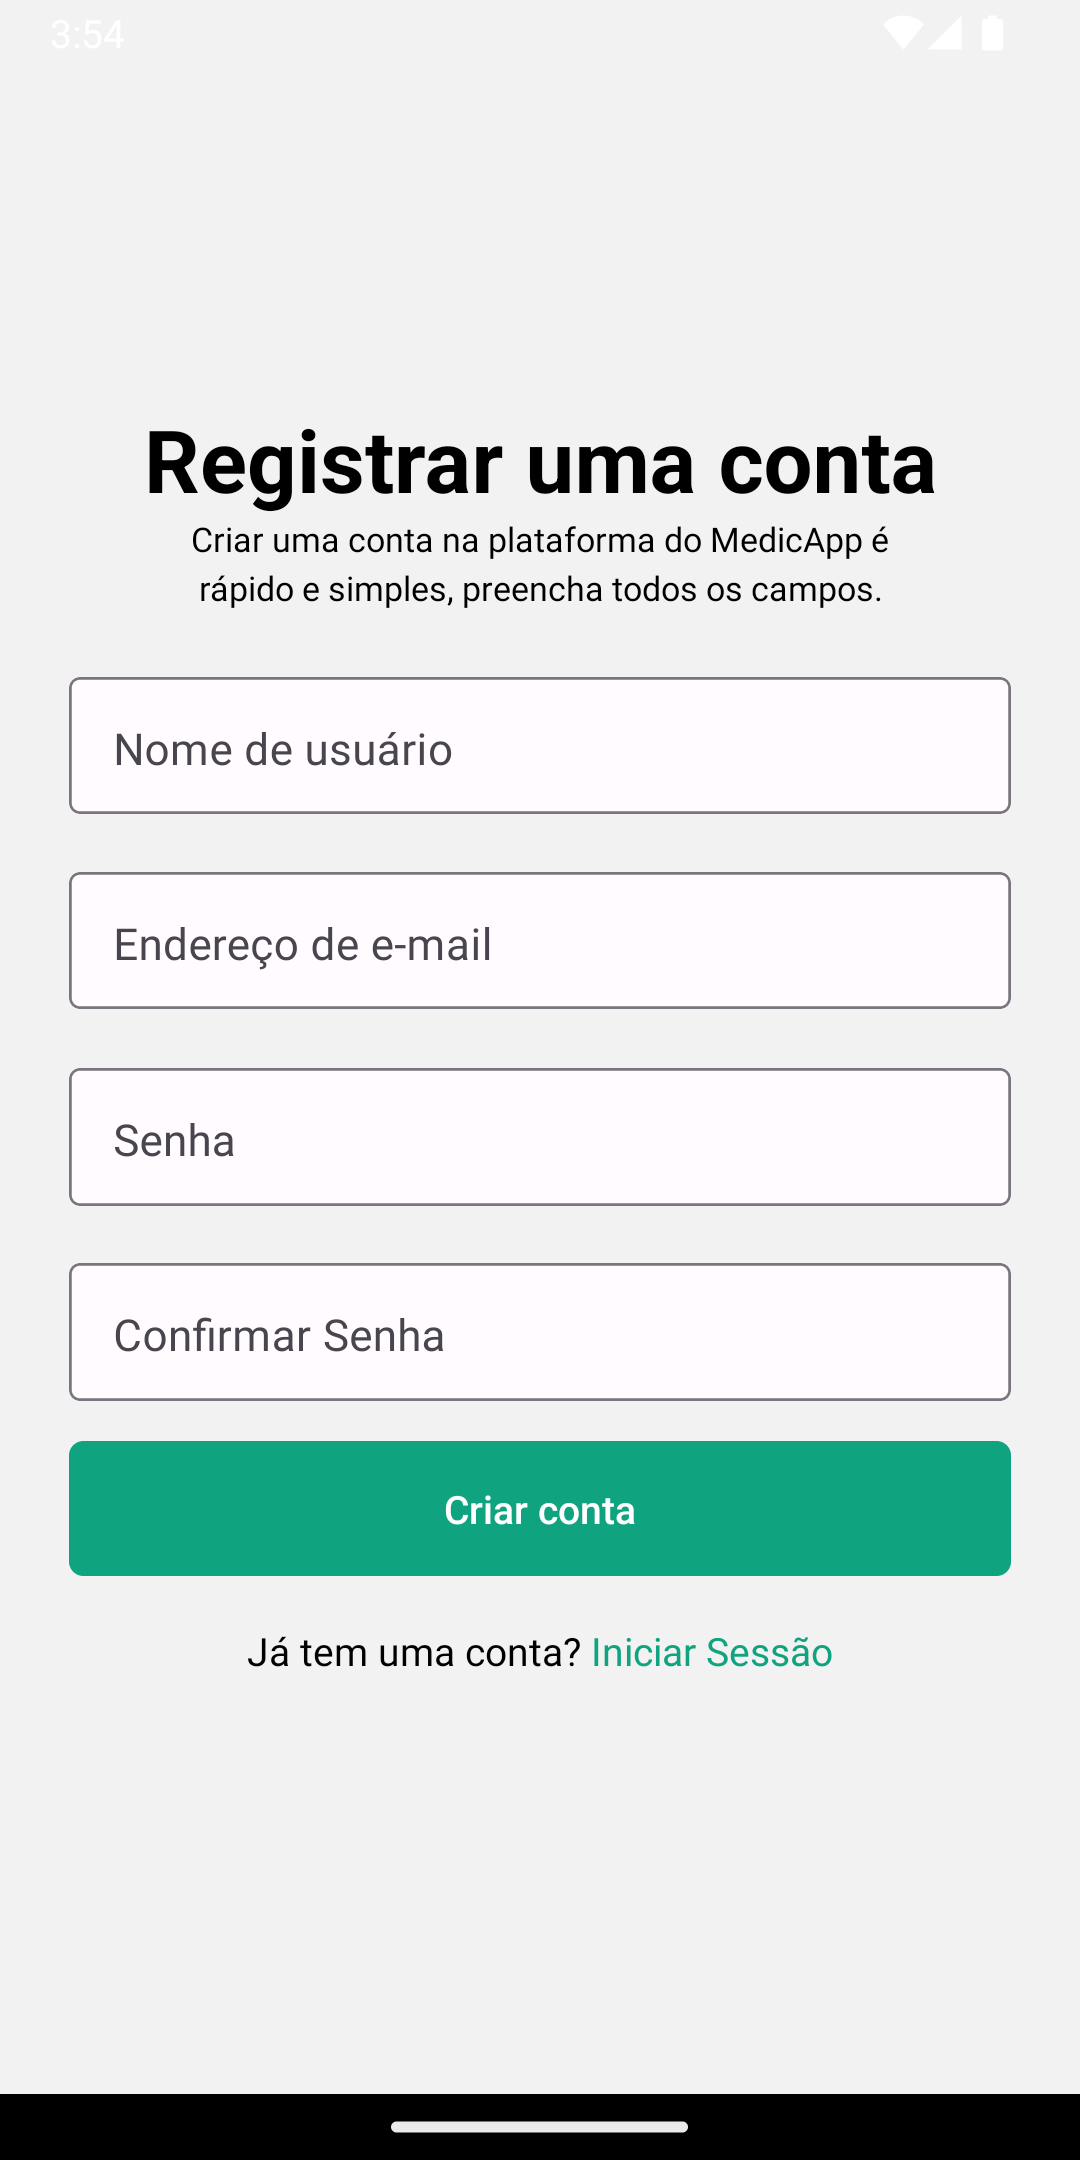 3:54
Registrar uma conta
Criar uma conta na plataforma do MedicApp é
rápido e simples, preencha todos os campos.
Nome de usuário
Endereço de e-mail
Senha
Confirmar Senha
Criar conta
Já tem uma conta? Iniciar Sessão